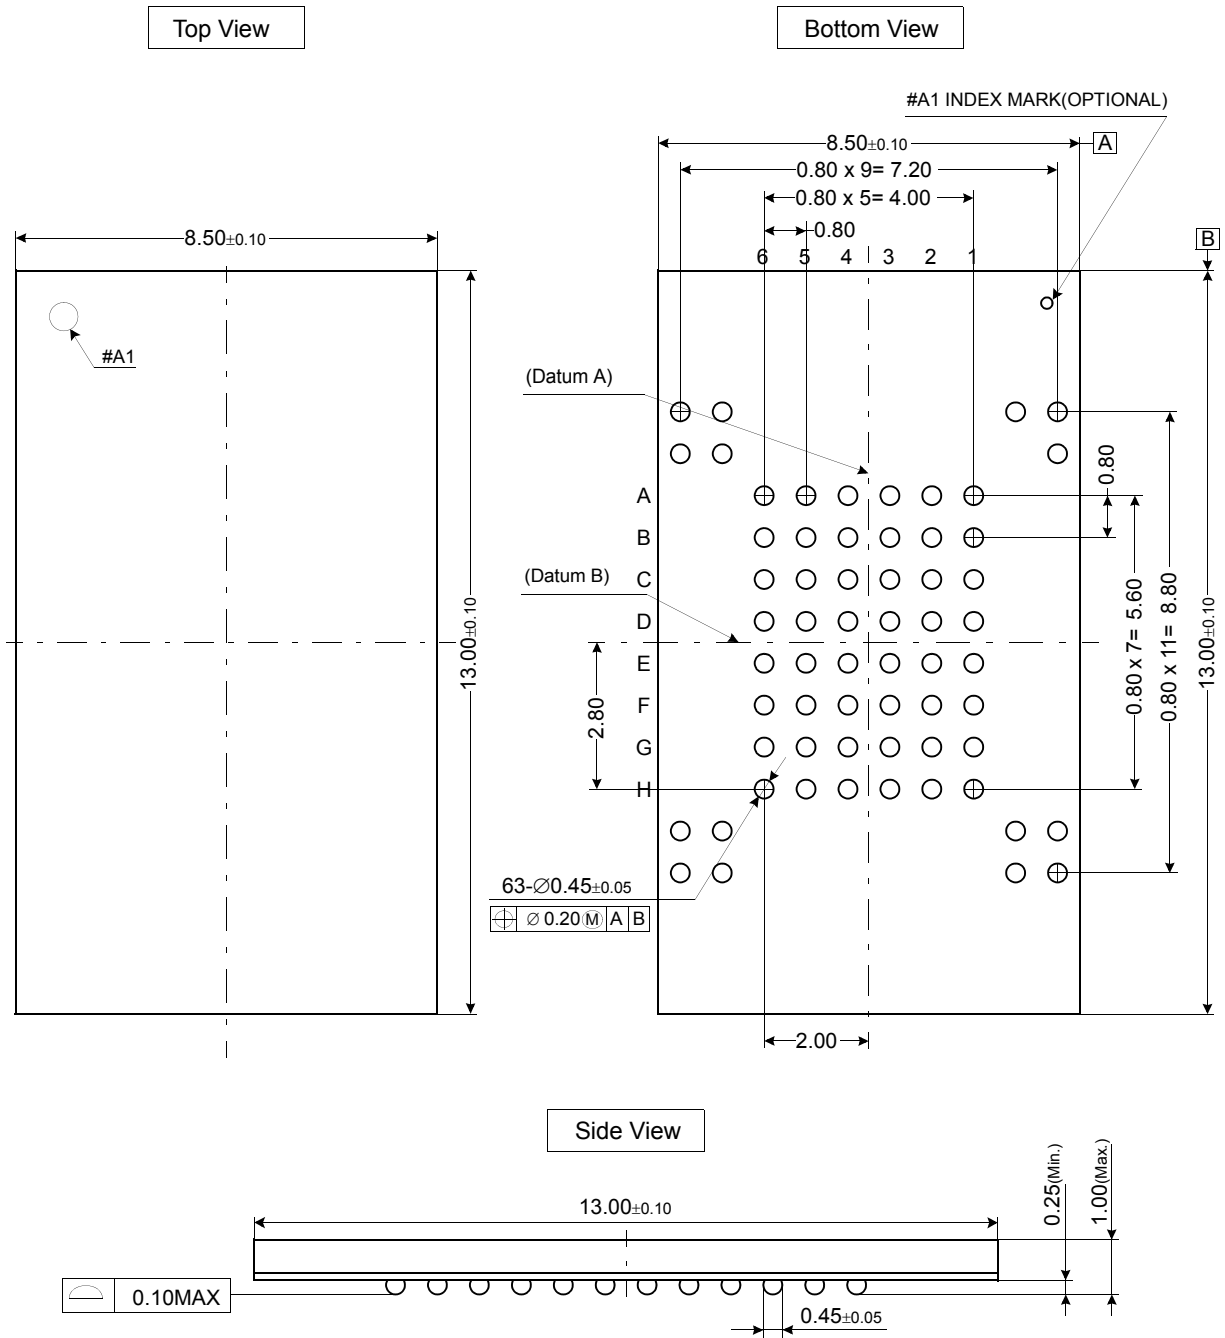 Top View
Bottom View
#A1 INDEX MARK(OPTIONAL)
8.50±0.10
A
0.80 x 9= 7.20
0.80 x 5= 4.00
0.80
8.50±0.10
B
6 5 4 3 2 1
#A1
(Datum A)
0.80
A
B
C
(Datum B)
D
E
F
G
H
13.00±0.10
2.80
0.80 x 7= 5.60
0.80 x 11= 8.80
13.00±0.10
63-∅0.45±0.05
⌖ ∅ 0.20 Ⓜ A B
2.00
Side View
13.00±0.10
0.25(Min.)
1.00(Max.)
0.10MAX
0.45±0.05